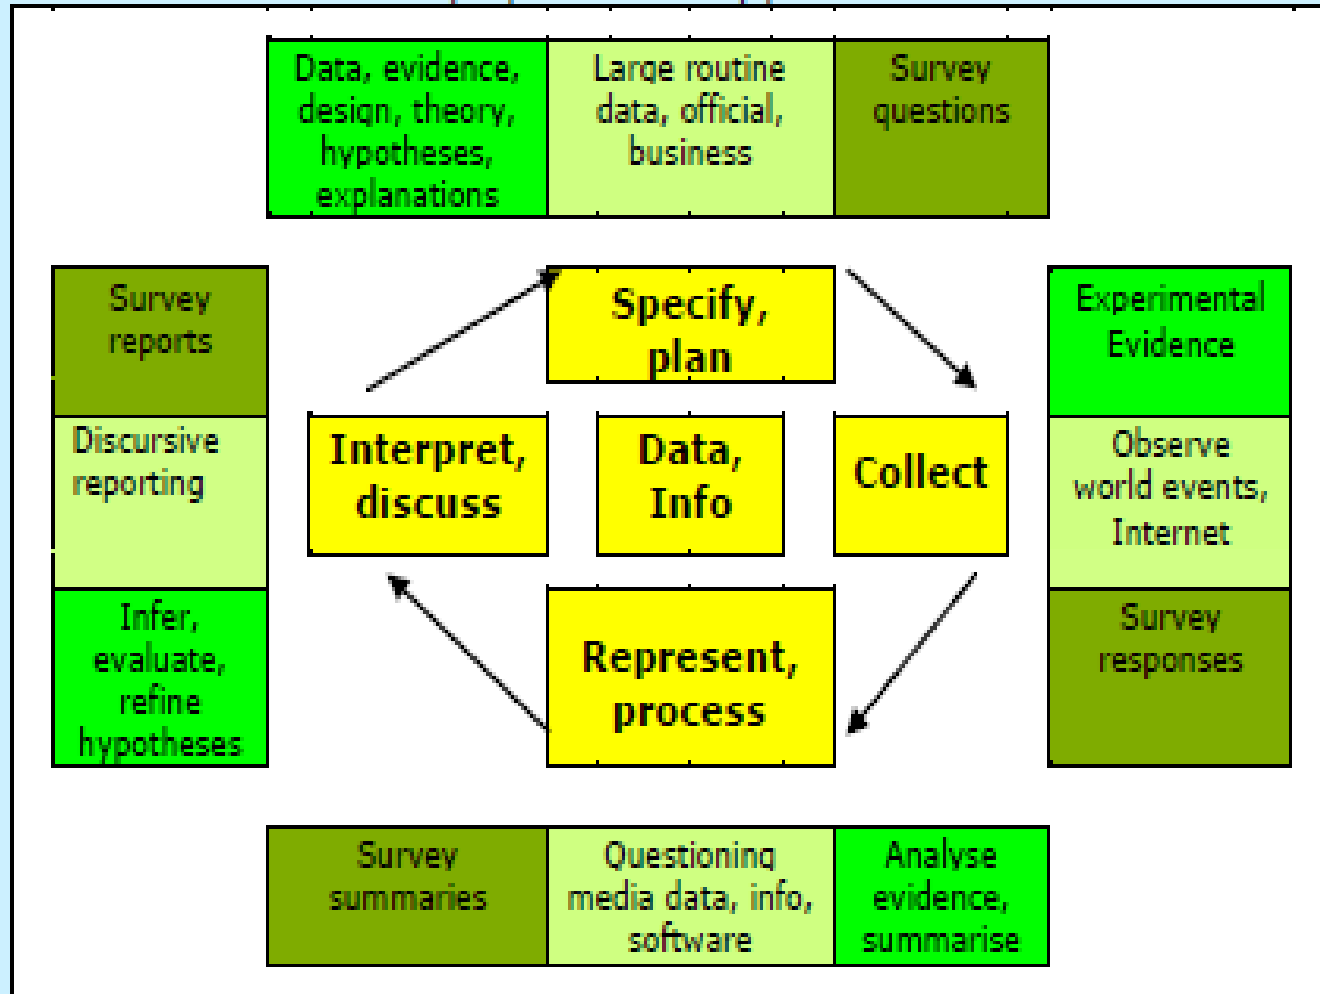 Data, evidence,
design, theory,
hypotheses,
explanations
Large routine
data, official,
business
Survey
questions
Survey
reports
Discursive
reporting
Infer,
evaluate,
refine
hypotheses
Specify,
plan
Interpret,
discuss
Data,
Info
Collect
Represent,
process
Experimental
Evidence
Observe
world events,
Internet
Survey
responses
Survey
summaries
Questioning
media data, info,
software
Analyse
evidence,
summarise